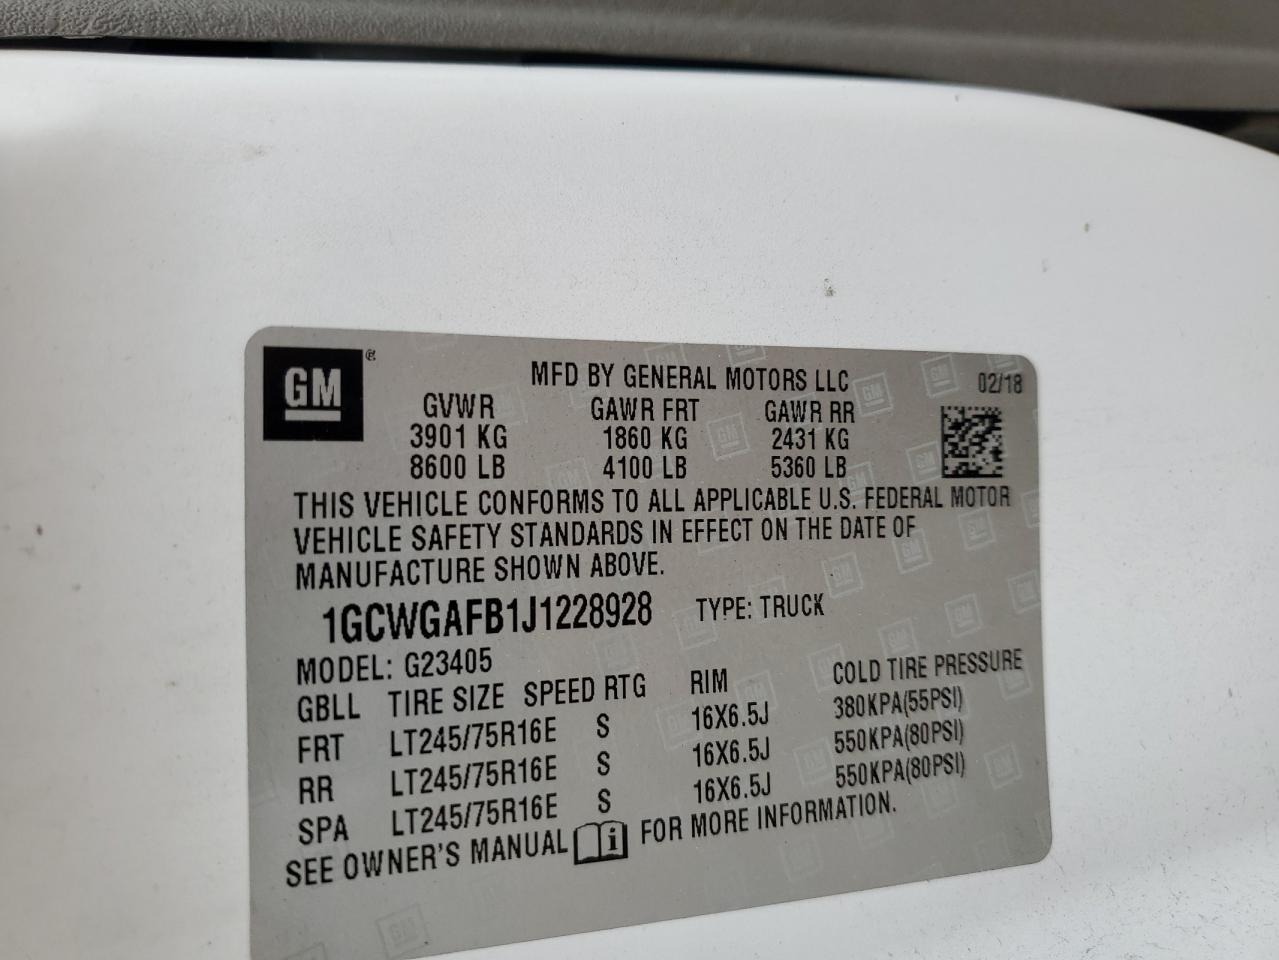 GM
MFD BY GENERAL MOTORS LLC 02/18
GVWR GAWR FRT GAWR RR
3901 KG 1860 KG 2431 KG
8600 LB 4100 LB 5360 LB
THIS VEHICLE CONFORMS TO ALL APPLICABLE U.S. FEDERAL MOTOR
VEHICLE SAFETY STANDARDS IN EFFECT ON THE DATE OF
MANUFACTURE SHOWN ABOVE.
1GCWGAFB1J1228928 TYPE: TRUCK
MODEL: G23405
GBLL TIRE SIZE SPEED RTG RIM COLD TIRE PRESSURE
FRT LT245/75R16E S 16X6.5J 380KPA(55PSI)
RR LT245/75R16E S 16X6.5J 550KPA(80PSI)
SPA LT245/75R16E S 16X6.5J 550KPA(80PSI)
SEE OWNER'S MANUAL i FOR MORE INFORMATION.